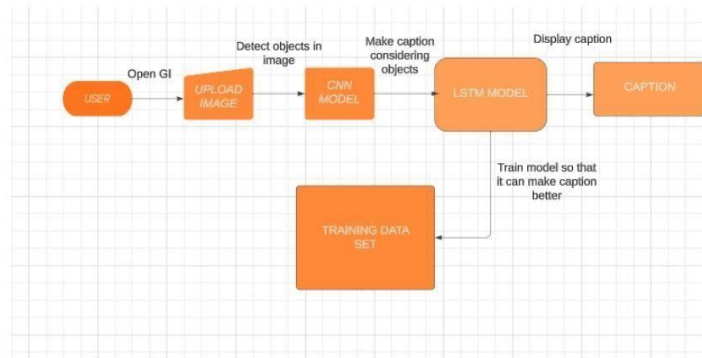 Open GI
Detect objects in
image
Make caption
considering
objects
Display caption
USER
UPLOAD
IMAGE
CNN
MODEL
LSTM MODEL
CAPTION
Train model so that
it can make caption
better
TRAINING DATA
SET